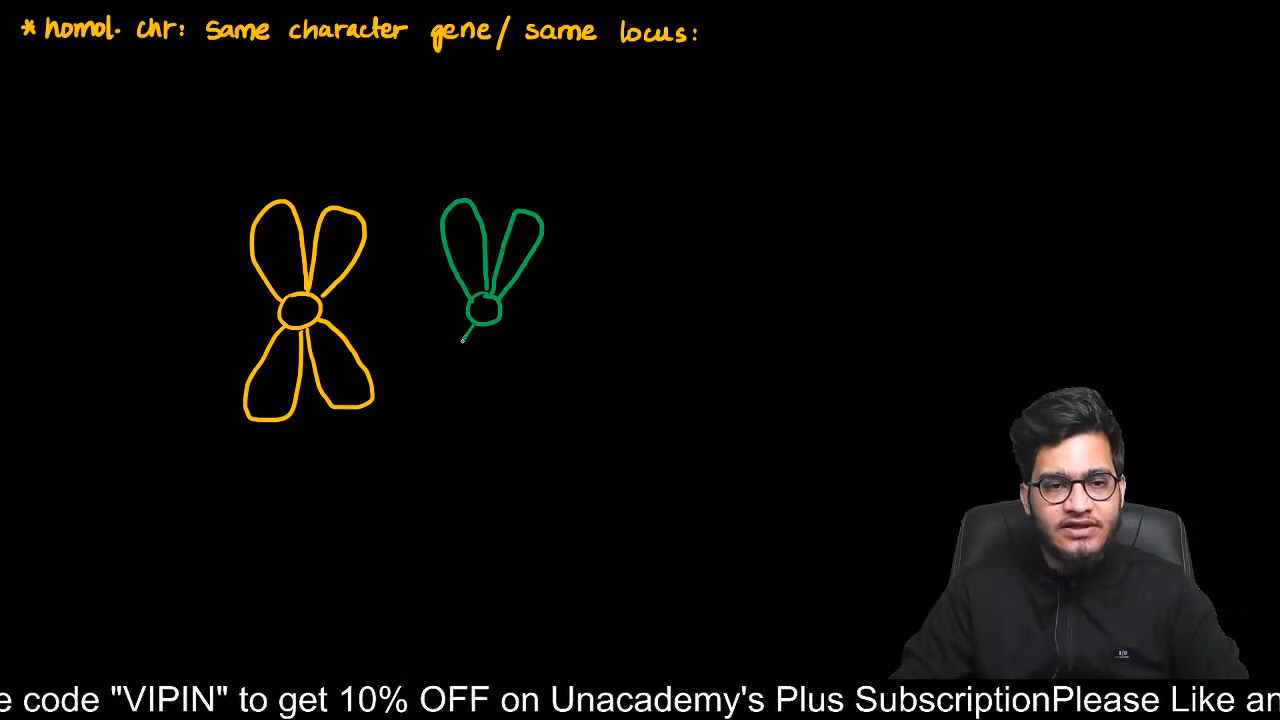 * homol. chr: Same character gene/ same locus:
e code "VIPIN" to get 10% OFF on Unacademy's Plus SubscriptionPlease Like an